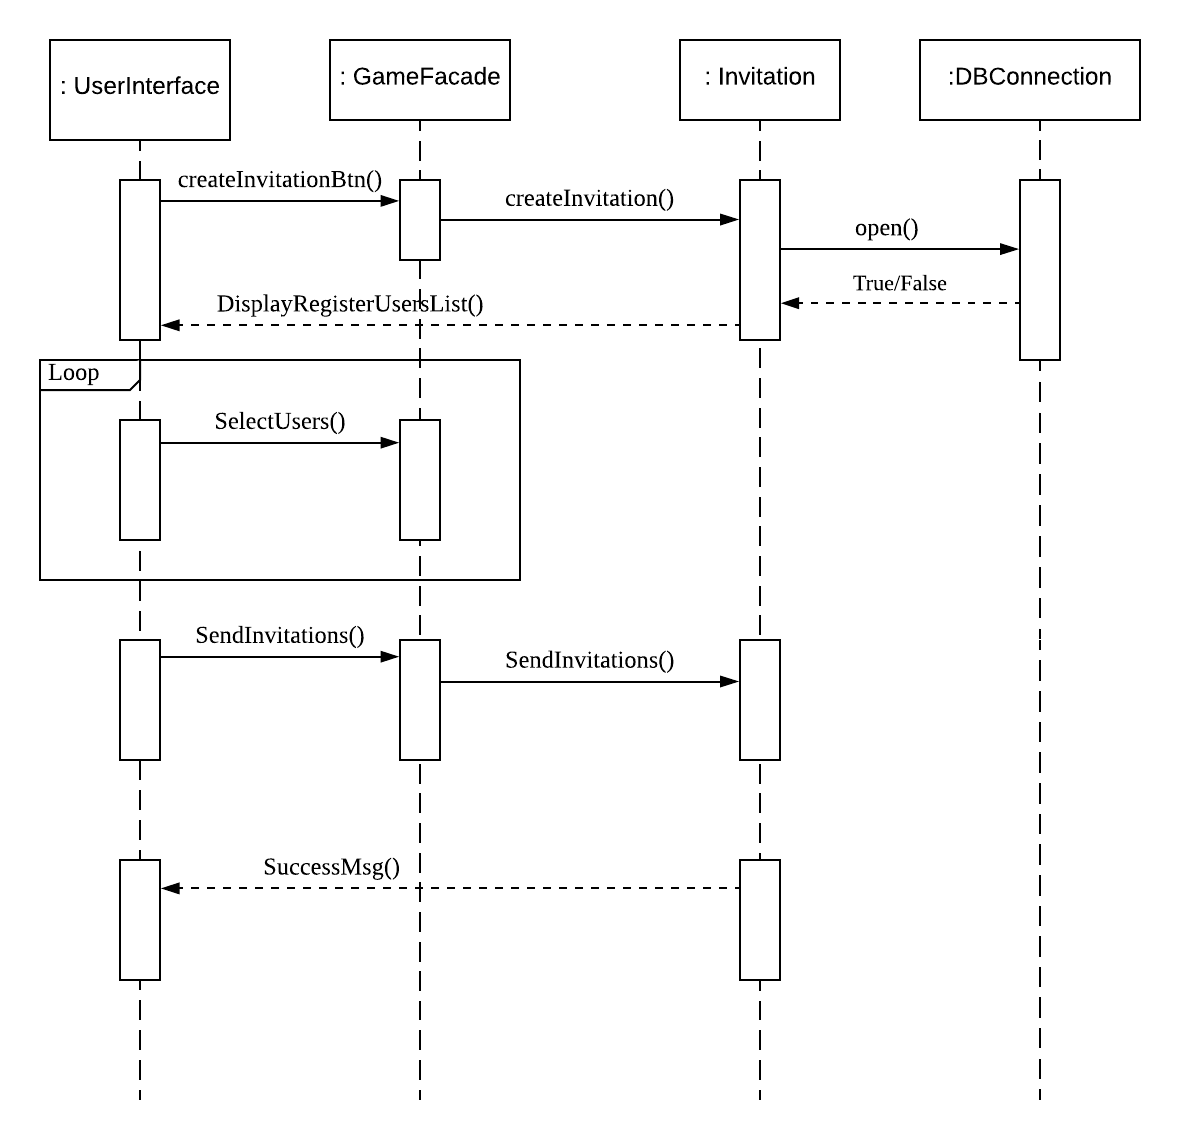 : UserInterface
: GameFacade
: Invitation
:DBConnection
createInvitationBtn()
createInvitation()
open()
True/False
DisplayRegisterUsersList()
Loop
SelectUsers()
SendInvitations()
SendInvitations()
SuccessMsg()